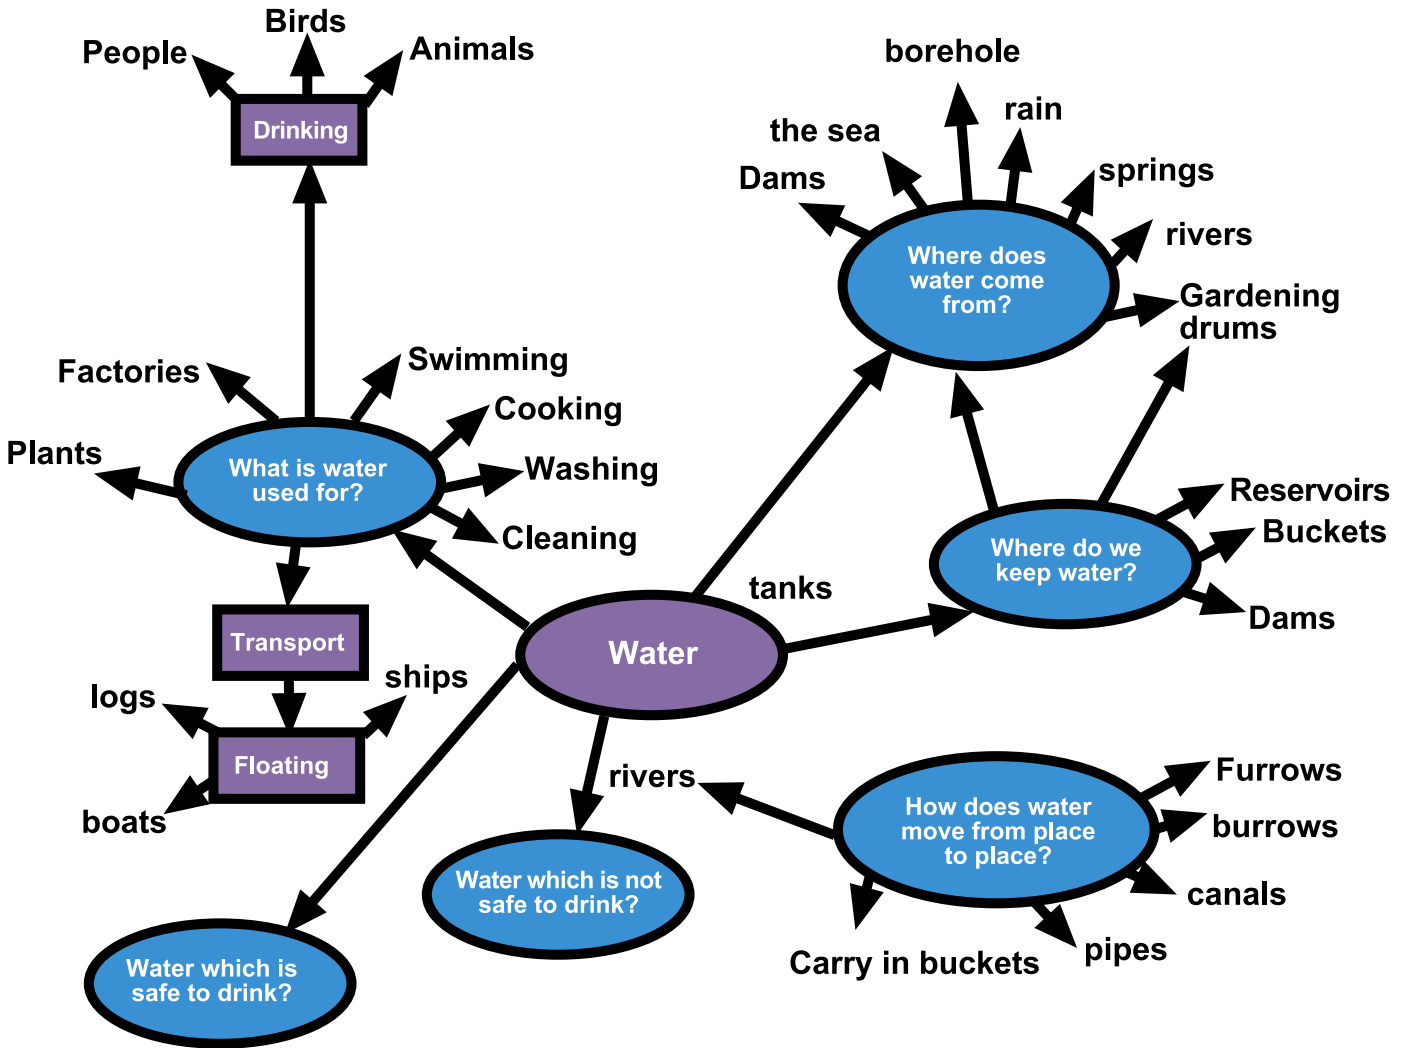 Birds
People
Animals
Drinking
borehole
rain
the sea
Dams
springs
rivers
Where does
water come
from?
Gardening
drums
Factories
Swimming
Cooking
Plants
What is water
used for?
Washing
Cleaning
Reservoirs
Buckets
Where do we
keep water?
Dams
tanks
Transport
Water
ships
logs
Floating
boats
rivers
How does water
move from place
to place?
Furrows
burrows
canals
pipes
Carry in buckets
Water which is not
safe to drink?
Water which is
safe to drink?